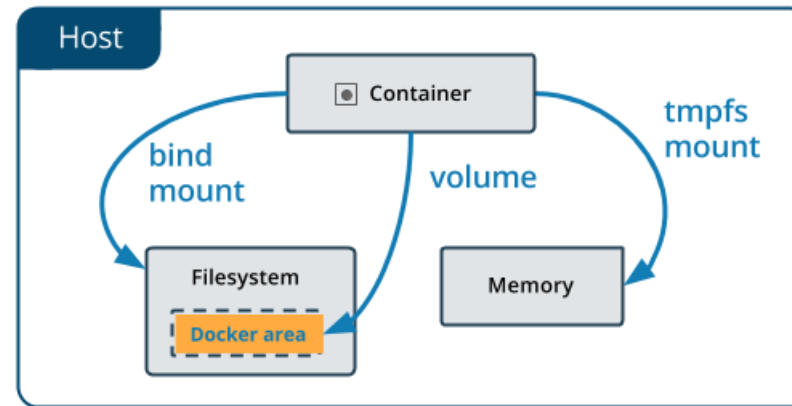 Host
Container
bind
mount
volume
tmpfs
mount
Filesystem
Docker area
Memory